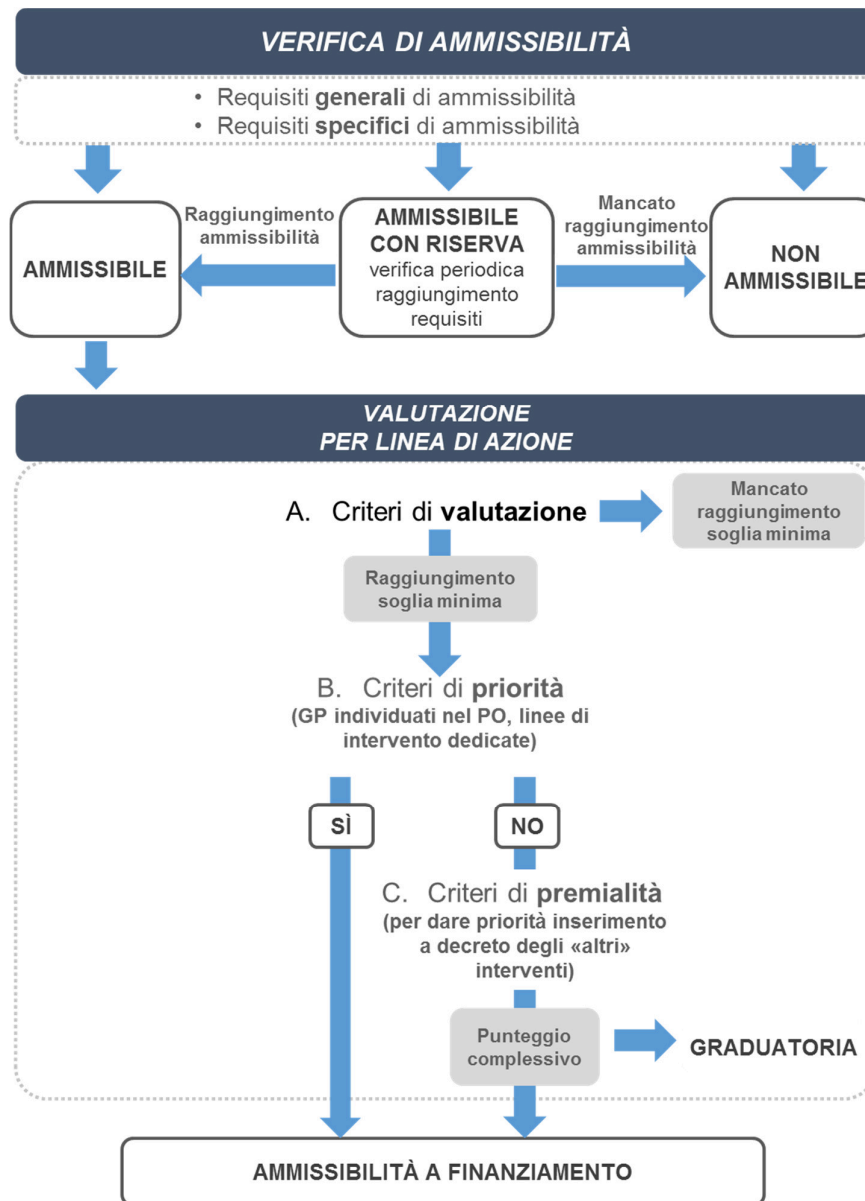 VERIFICA DI AMMISSIBILITÀ
• Requisiti generali di ammissibilità
• Requisiti specifici di ammissibilità
AMMISSIBILE
Raggiungimento
ammissibilità
AMMISSIBILE
CON RISERVA
verifica periodica
raggiungimento
requisiti
Mancato
raggiungimento
ammissibilità
NON
AMMISSIBILE
VALUTAZIONE
PER LINEA DI AZIONE
A. Criteri di valutazione
Mancato
raggiungimento
soglia minima
Raggiungimento
soglia minima
B. Criteri di priorità
(GP individuati nel PO, linee di
intervento dedicate)
SÌ
NO
C. Criteri di premialità
(per dare priorità inserimento
a decreto degli «altri»
interventi)
Punteggio
complessivo
GRADUATORIA
AMMISSIBILITÀ A FINANZIAMENTO